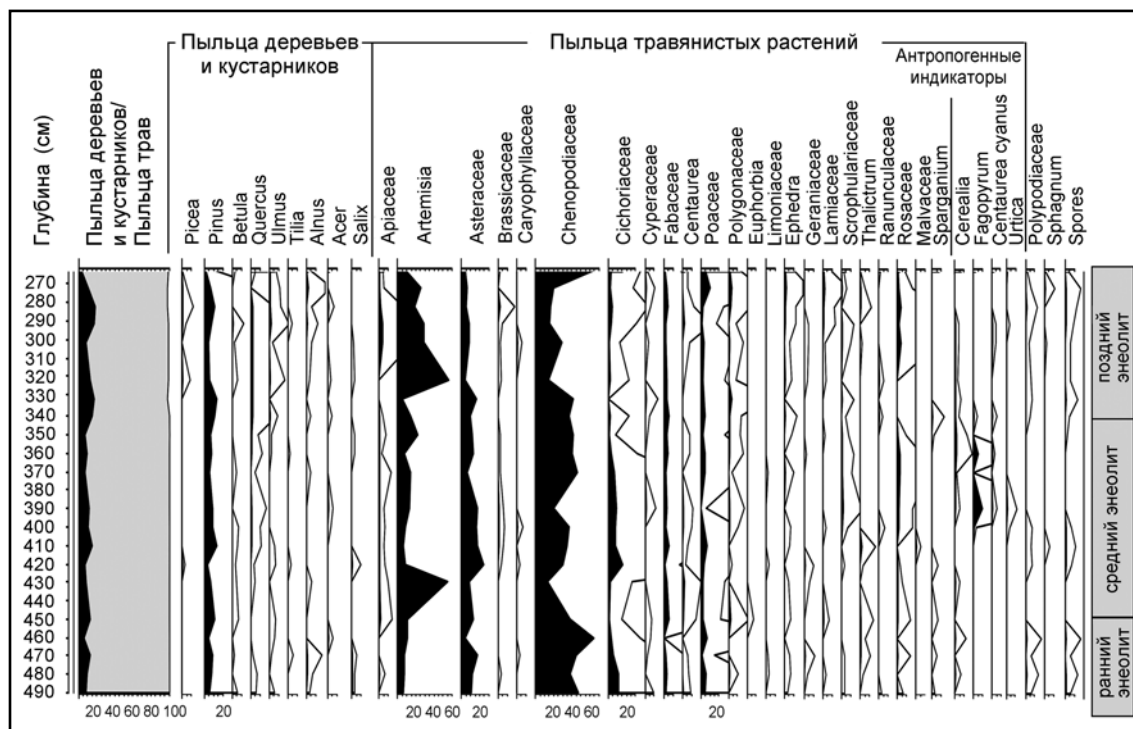 Пыльца деревьев
и кустарников
Пыльца травянистых растений
Антропогенные
индикаторы
Глубина (см)
Пыльца деревьев
и кустарников/
Пыльца трав
Picea
Pinus
Betula
Quercus
Ulmus
Tilia
Alnus
Acer
Salix
Apiaceae
Artemisia
Asteraceae
Brassicaceae
Caryophyllaceae
Chenopodiaceae
Cichoriaceae
Cyperaceae
Fabaceae
Centaurea
Poaceae
Polygonaceae
Euphorbia
Limoniaceae
Ephedra
Geraniaceae
Lamiaceae
Scrophulariaceae
Thalictrum
Ranunculaceae
Rosaceae
Malvaceae
Sparganium
Cerealia
Fagopyrum
Centaurea cyanus
Urtica
Polypodiaceae
Sphagnum
Spores
270
280
290
300
310
320
330
340
350
360
370
380
390
400
410
420
430
440
450
460
470
480
490
поздний
энеолит
средний энеолит
ранний
энеолит
20 40 60 80 100
20
20 40 60
20
20 40 60
20
20